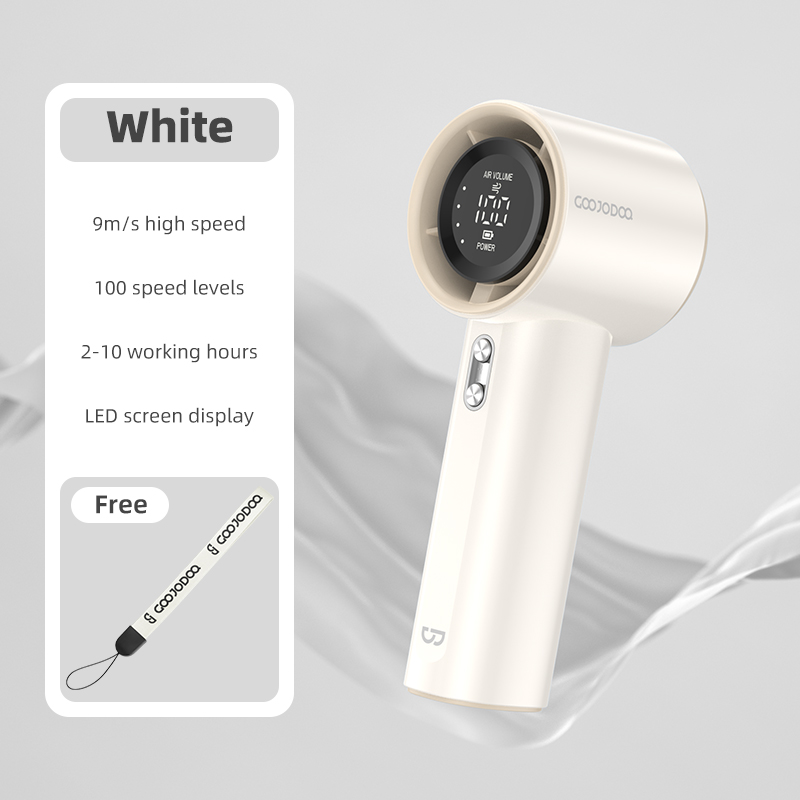 White
9m/s high speed
100 speed levels
2-10 working hours
LED screen display
Free
GOOJODOQ
GOOJODOQ
AIR VOLUME
100
POWER
GOOJODOQ